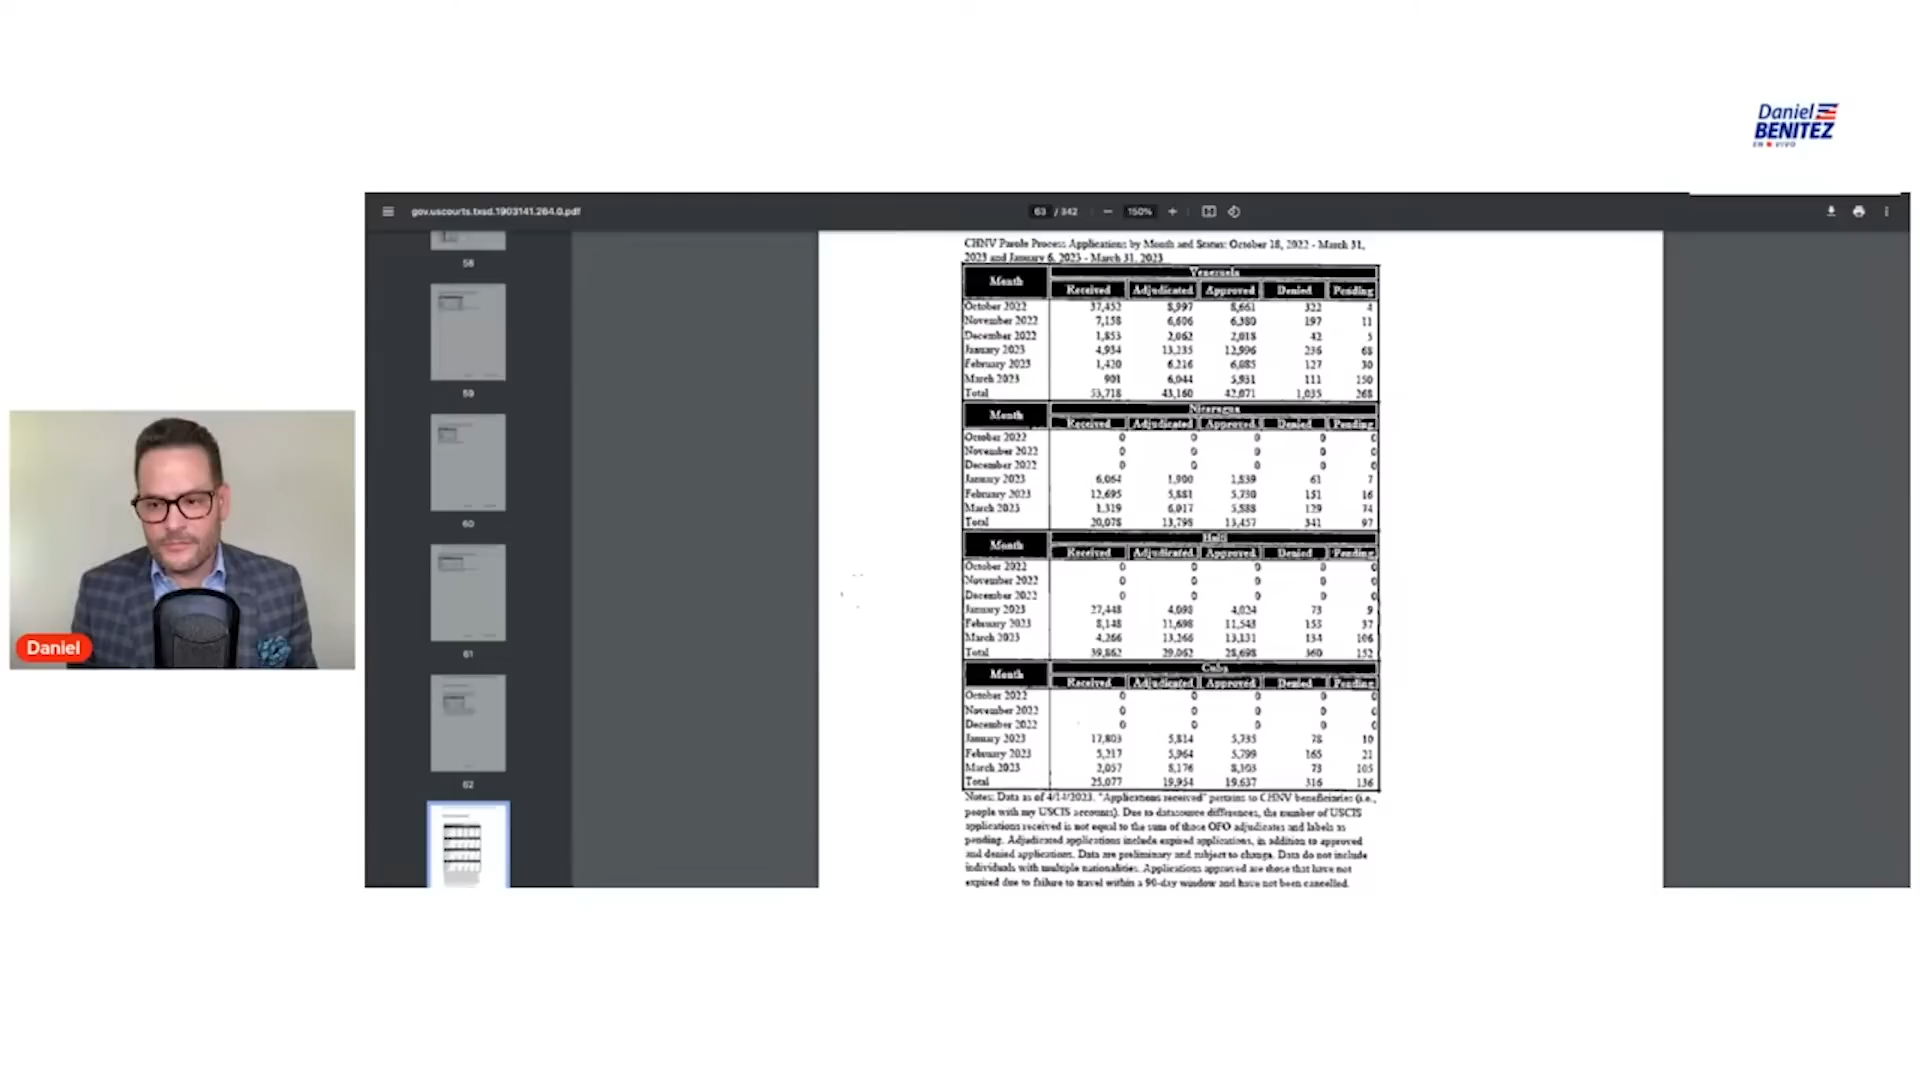 Daniel
BENITEZ
EN VIVO
gov.uscourts.txsd.1903141.264.0.pdf
63 / 342
150%
58
59
60
61
62
Daniel
CHNV Parole Process Applications by Month and Status: October 18, 2022 - March 31,
2023 and January 6, 2023 - March 31, 2023
Month Venezuela
Received Adjudicated Approved Denied Pending
October 2022 37,452 8,997 8,661 322 4
November 2022 7,158 6,606 6,380 197 11
December 2022 1,853 2,062 2,018 42 5
January 2023 4,934 13,235 12,996 236 68
February 2023 1,420 6,216 6,085 127 30
March 2023 901 6,044 5,931 111 150
Total 53,718 43,160 42,071 1,035 268
Month Nicaragua
Received Adjudicated Approved Denied Pending
October 2022 0 0 0 0 0
November 2022 0 0 0 0 0
December 2022 0 0 0 0 0
January 2023 6,064 1,900 1,839 61 7
February 2023 12,695 5,881 5,730 151 16
March 2023 1,319 6,017 5,888 129 74
Total 20,078 13,798 13,457 341 97
Month Haiti
Received Adjudicated Approved Denied Pending
October 2022 0 0 0 0 0
November 2022 0 0 0 0 0
December 2022 0 0 0 0 0
January 2023 27,448 4,098 4,024 73 9
February 2023 8,148 11,698 11,543 153 37
March 2023 4,266 13,266 13,131 134 106
Total 39,862 29,062 28,698 360 152
Month Cuba
Received Adjudicated Approved Denied Pending
October 2022 0 0 0 0 0
November 2022 0 0 0 0 0
December 2022 0 0 0 0 0
January 2023 17,803 5,814 5,735 78 10
February 2023 5,217 5,964 5,799 165 21
March 2023 2,057 8,176 8,103 73 105
Total 25,077 19,954 19,637 316 136
Notes: Data as of 4/14/2023. "Applications received" pertains to CHNV beneficiaries (i.e.,
people with my USCIS accounts). Due to datasource differences, the number of USCIS
applications received is not equal to the sum of those OFO adjudicates and labels as
pending. Adjudicated applications include expired applications, in addition to approved
and denied applications. Data are preliminary and subject to change. Data do not include
individuals with multiple nationalities. Applications approved are those that have not
expired due to failure to travel within a 90-day window and have not been cancelled.